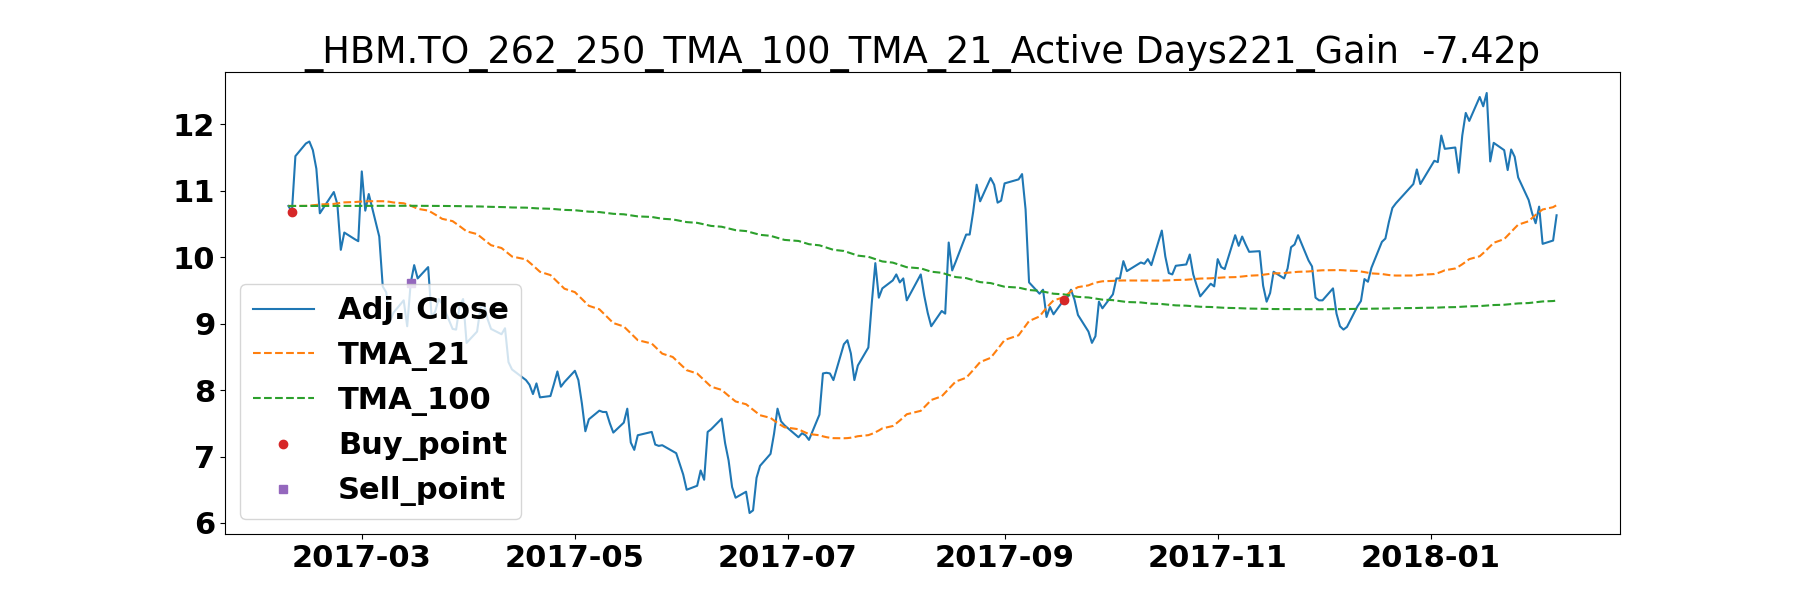 _HBM.TO_262_250_TMA_100_TMA_21_Active Days221_Gain  -7.42p
12
11
10
9
8
7
6
Adj. Close
TMA_21
TMA_100
Buy_point
Sell_point
2017-03 2017-05 2017-07 2017-09 2017-11 2018-01